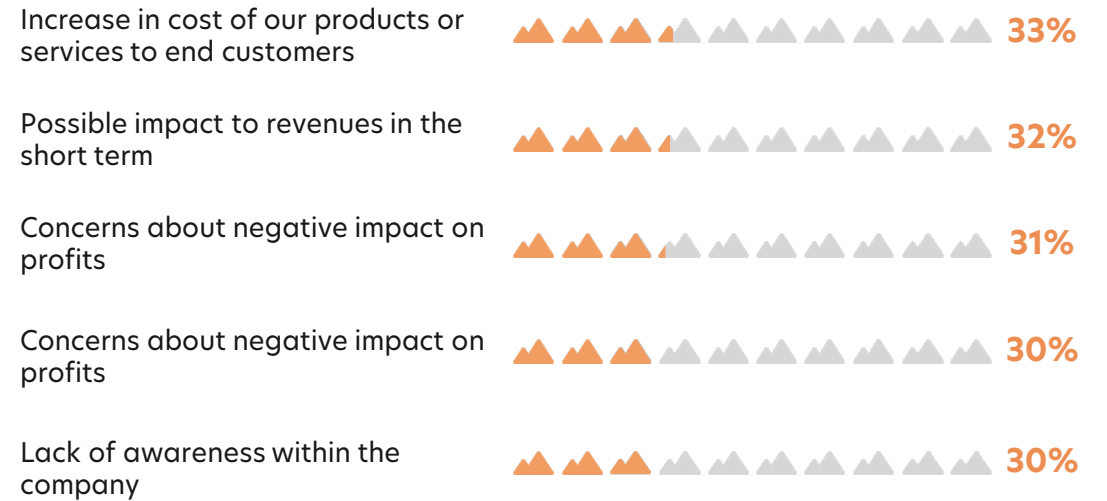 Increase in cost of our products or
services to end customers
33%
Possible impact to revenues in the
short term
32%
Concerns about negative impact on
profits
31%
Concerns about negative impact on
profits
30%
Lack of awareness within the
company
30%